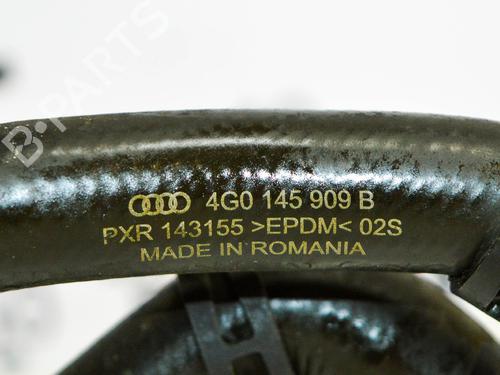 B-PARTS
4G0 145 909 B
PXR 143155 >EPDM< 02S
MADE IN ROMANIA